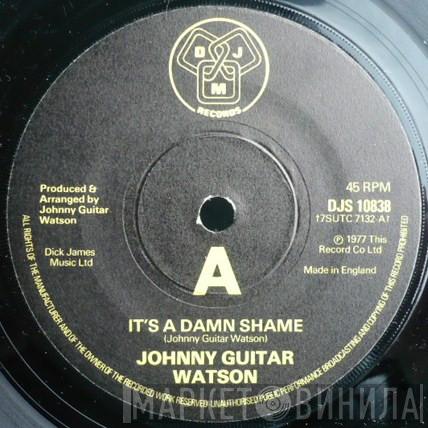 D J M
RECORDS
45 RPM
DJS 10838
†7SUTC 7132-A†
Produced &
Arranged by
Johnny Guitar
Watson
℗ 1977 This
Record Co Ltd
Dick James
Music Ltd
Made in England
A
IT'S A DAMN SHAME
(Johnny Guitar Watson)
JOHNNY GUITAR
WATSON
ALL RIGHTS OF THE MANUFACTURER AND OF THE OWNER OF THE RECORDED WORK RESERVED UNAUTHORISED PUBLIC PERFORMANCE BROADCASTING AND COPYING OF THIS RECORD PROHIBITED
МАРКЕТ ВИНИЛА